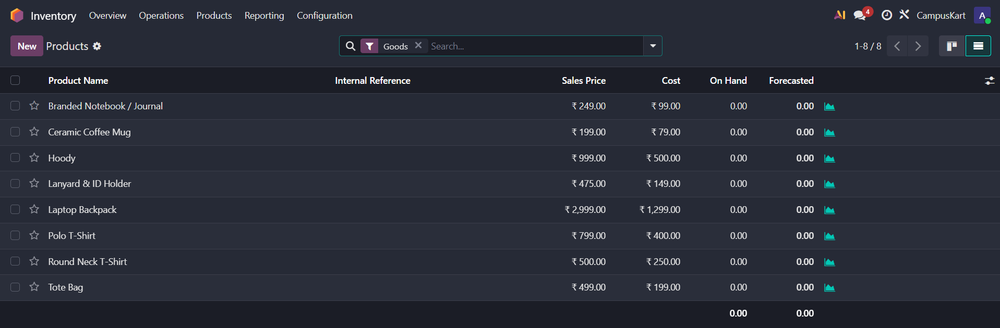 Inventory Overview Operations Products Reporting Configuration AI 4 CampusKart A
New Products Goods Search... 1-8 / 8
Product Name Internal Reference Sales Price Cost On Hand Forecasted
Branded Notebook / Journal ₹ 249.00 ₹ 99.00 0.00 0.00
Ceramic Coffee Mug ₹ 199.00 ₹ 79.00 0.00 0.00
Hoody ₹ 999.00 ₹ 500.00 0.00 0.00
Lanyard & ID Holder ₹ 475.00 ₹ 149.00 0.00 0.00
Laptop Backpack ₹ 2,999.00 ₹ 1,299.00 0.00 0.00
Polo T-Shirt ₹ 799.00 ₹ 400.00 0.00 0.00
Round Neck T-Shirt ₹ 500.00 ₹ 250.00 0.00 0.00
Tote Bag ₹ 499.00 ₹ 199.00 0.00 0.00
0.00 0.00